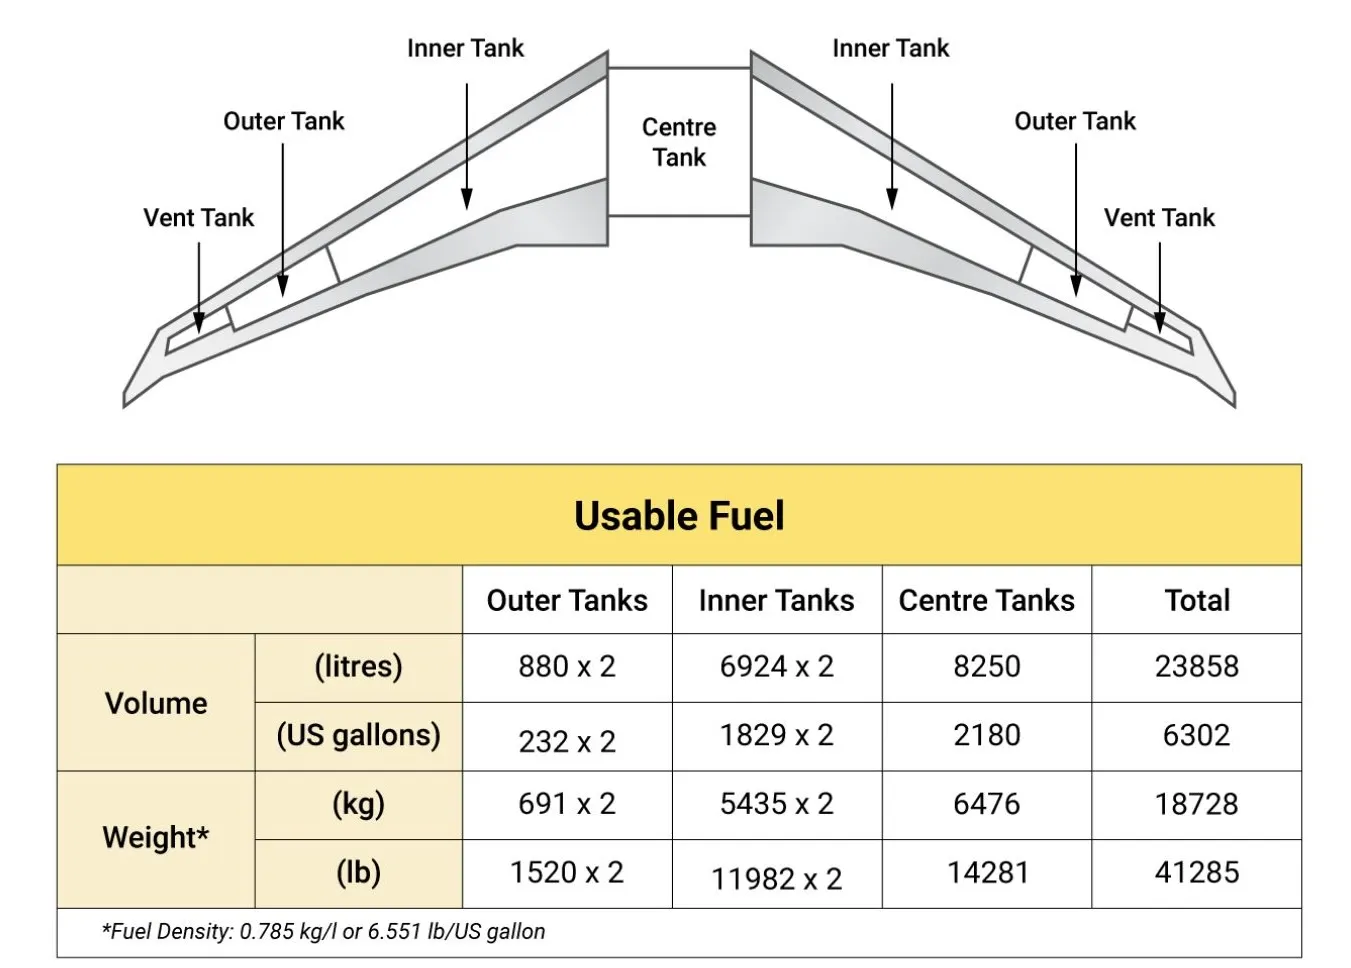 Inner Tank
Inner Tank
Outer Tank
Centre
Tank
Outer Tank
Vent Tank
Vent Tank
Usable Fuel
Outer Tanks Inner Tanks Centre Tanks Total
Volume
(litres) 880 x 2 6924 x 2 8250 23858
(US gallons) 232 x 2 1829 x 2 2180 6302
Weight*
(kg) 691 x 2 5435 x 2 6476 18728
(lb) 1520 x 2 11982 x 2 14281 41285
*Fuel Density: 0.785 kg/l or 6.551 lb/US gallon